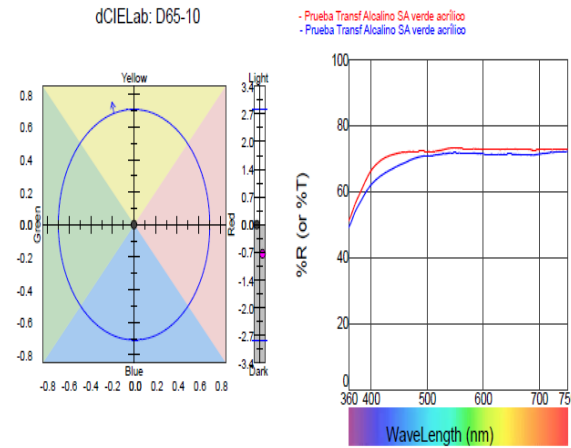 dCIELab: D65-10
- Prueba Transf Alcalino SA verde acrílico
- Prueba Transf Alcalino SA verde acrílico
Yellow
Light
0.8
0.6
0.4
0.2
0.0
-0.2
-0.4
-0.6
-0.8
Green
Red
Blue
Dark
-0.8 -0.6 -0.4 -0.2 0.0 0.2 0.4 0.6 0.8
3.4
2.7
2.0
1.4
0.7
0.0
-0.7
-1.4
-2.0
-2.7
-3.4
%R (or %T)
100
80
60
40
20
0
360 400 500 600 700 75
WaveLength (nm)